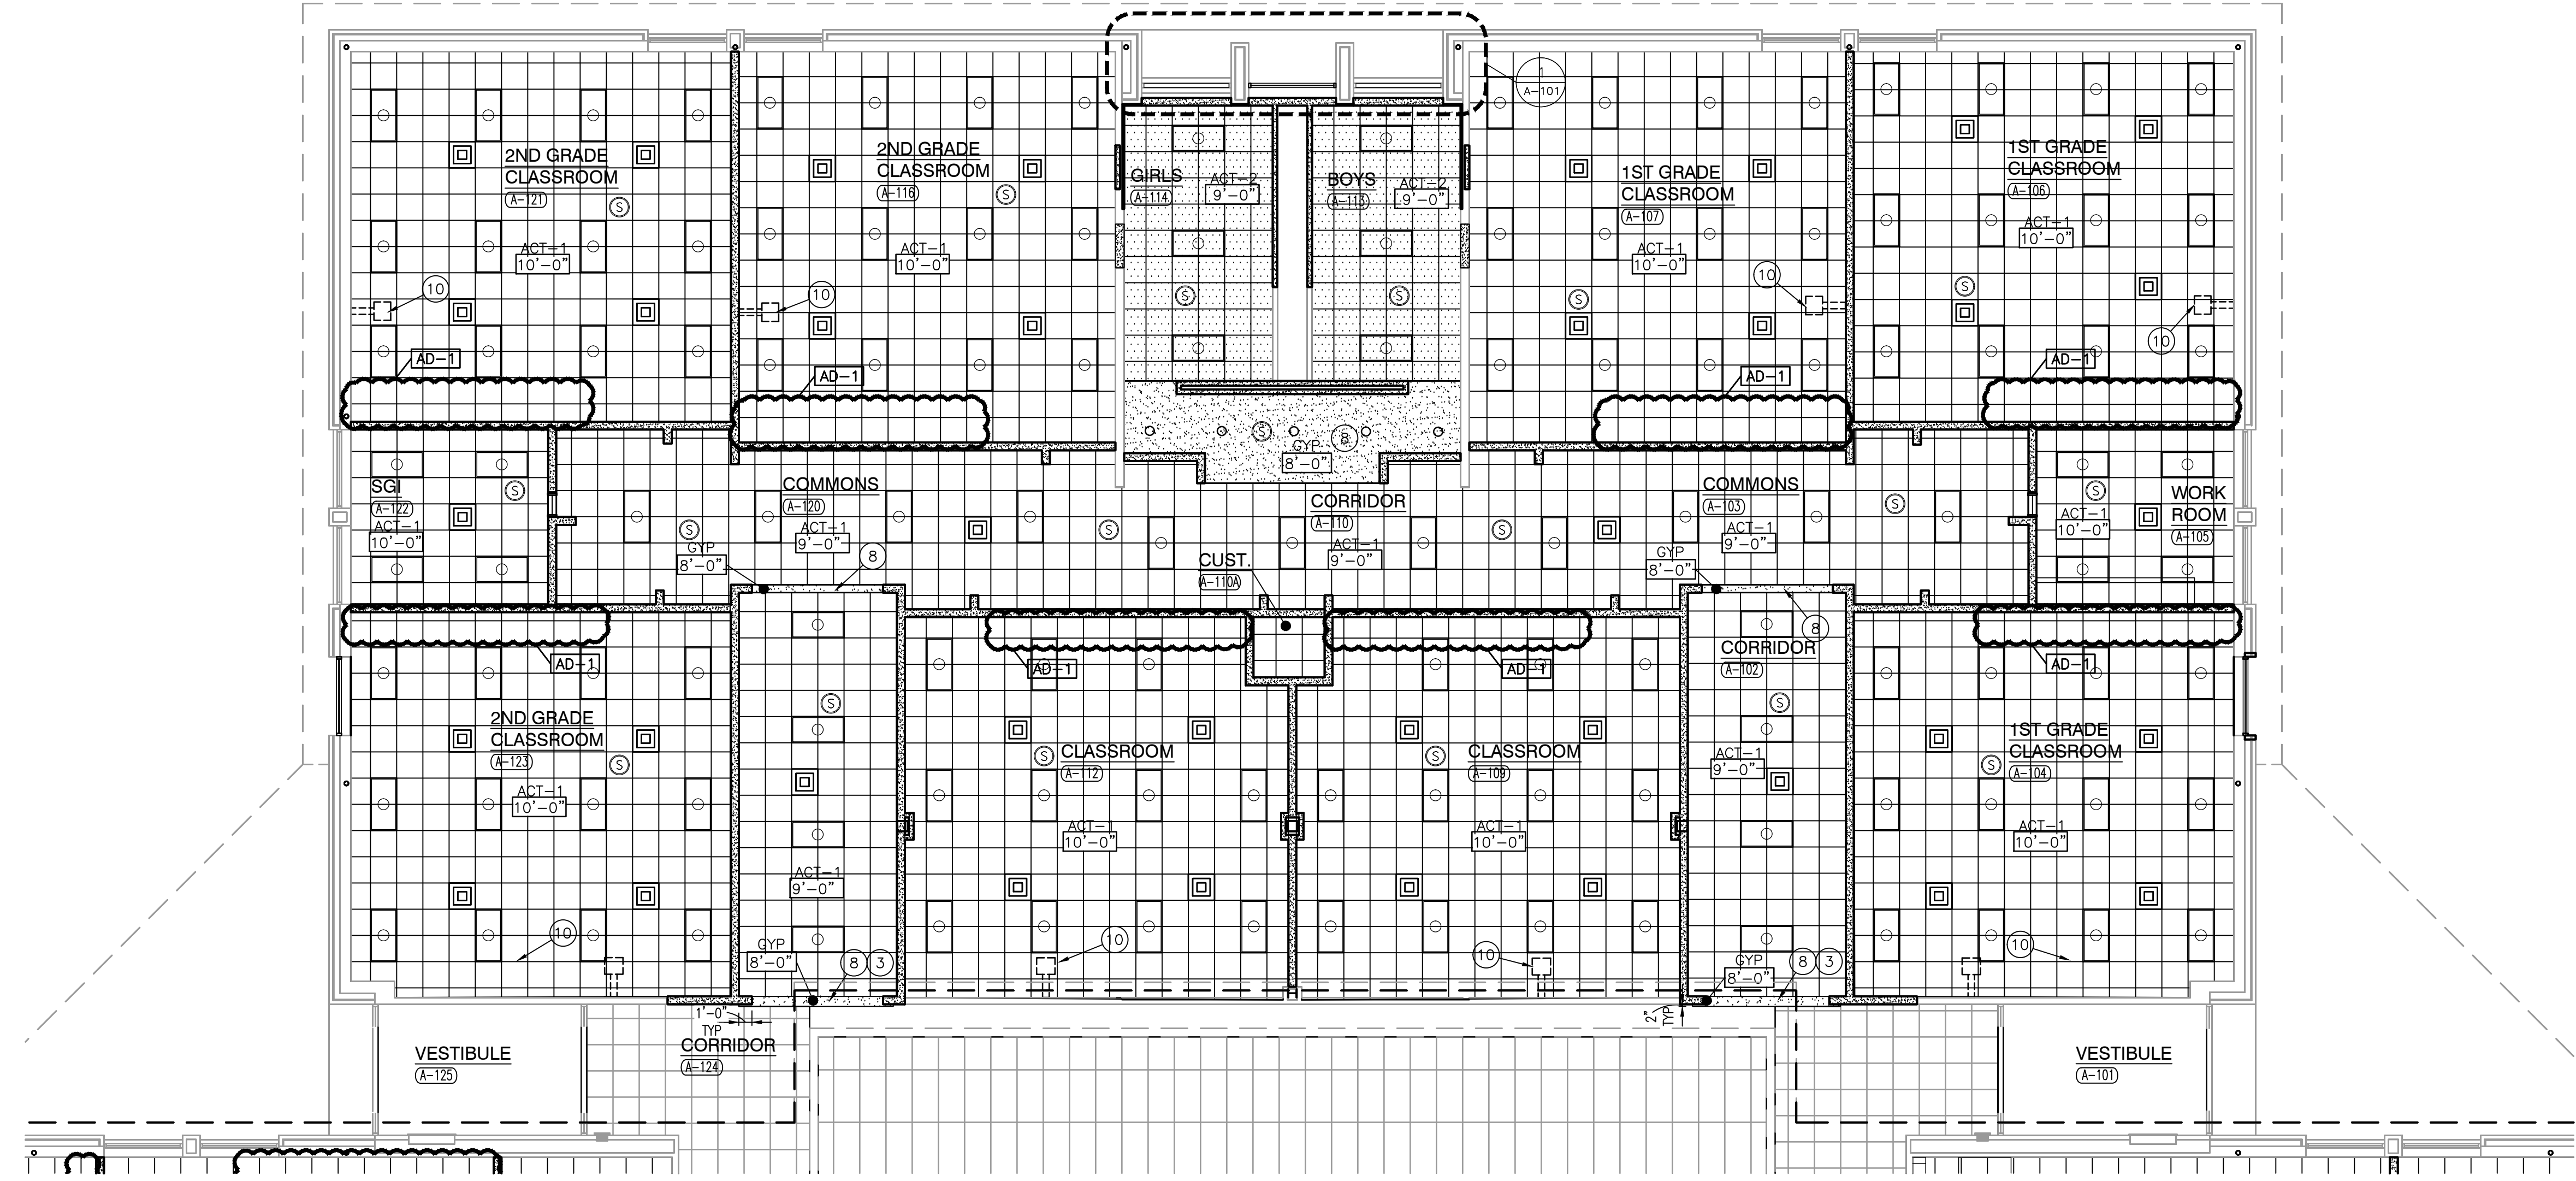 1
A-101
2ND GRADE
CLASSROOM
A-121
ACT-1
10'-0"
S
10
AD-1
2ND GRADE
CLASSROOM
A-116
ACT-1
10'-0"
S
10
AD-1
GIRLS
A-114
ACT-2
9'-0"
S
BOYS
A-113
ACT-2
9'-0"
S
1ST GRADE
CLASSROOM
A-107
ACT-1
10'-0"
S
10
AD-1
1ST GRADE
CLASSROOM
A-106
ACT-1
10'-0"
S
10
AD-1
S
8
GYP
8'-0"
SGI
A-122
ACT-1
10'-0"
S
COMMONS
A-120
ACT-1
9'-0"
S
GYP
8'-0"
8
S
CORRIDOR
A-110
ACT-1
9'-0"
CUST.
A-110A
S
COMMONS
A-103
ACT-1
9'-0"
S
GYP
8'-0"
8
WORK
ROOM
A-105
ACT-1
10'-0"
S
AD-1
2ND GRADE
CLASSROOM
A-123
ACT-1
10'-0"
S
10
S
ACT-1
9'-0"
GYP
8'-0"
8
3
AD-1
S
CLASSROOM
A-112
ACT-1
10'-0"
10
AD-1
S
CLASSROOM
A-109
ACT-1
10'-0"
10
CORRIDOR
A-102
S
ACT-1
9'-0"
GYP
8'-0"
8
3
AD-1
1ST GRADE
CLASSROOM
A-104
S
ACT-1
10'-0"
10
1'-0"
TYP
2"
TYP
CORRIDOR
A-124
VESTIBULE
A-125
VESTIBULE
A-101